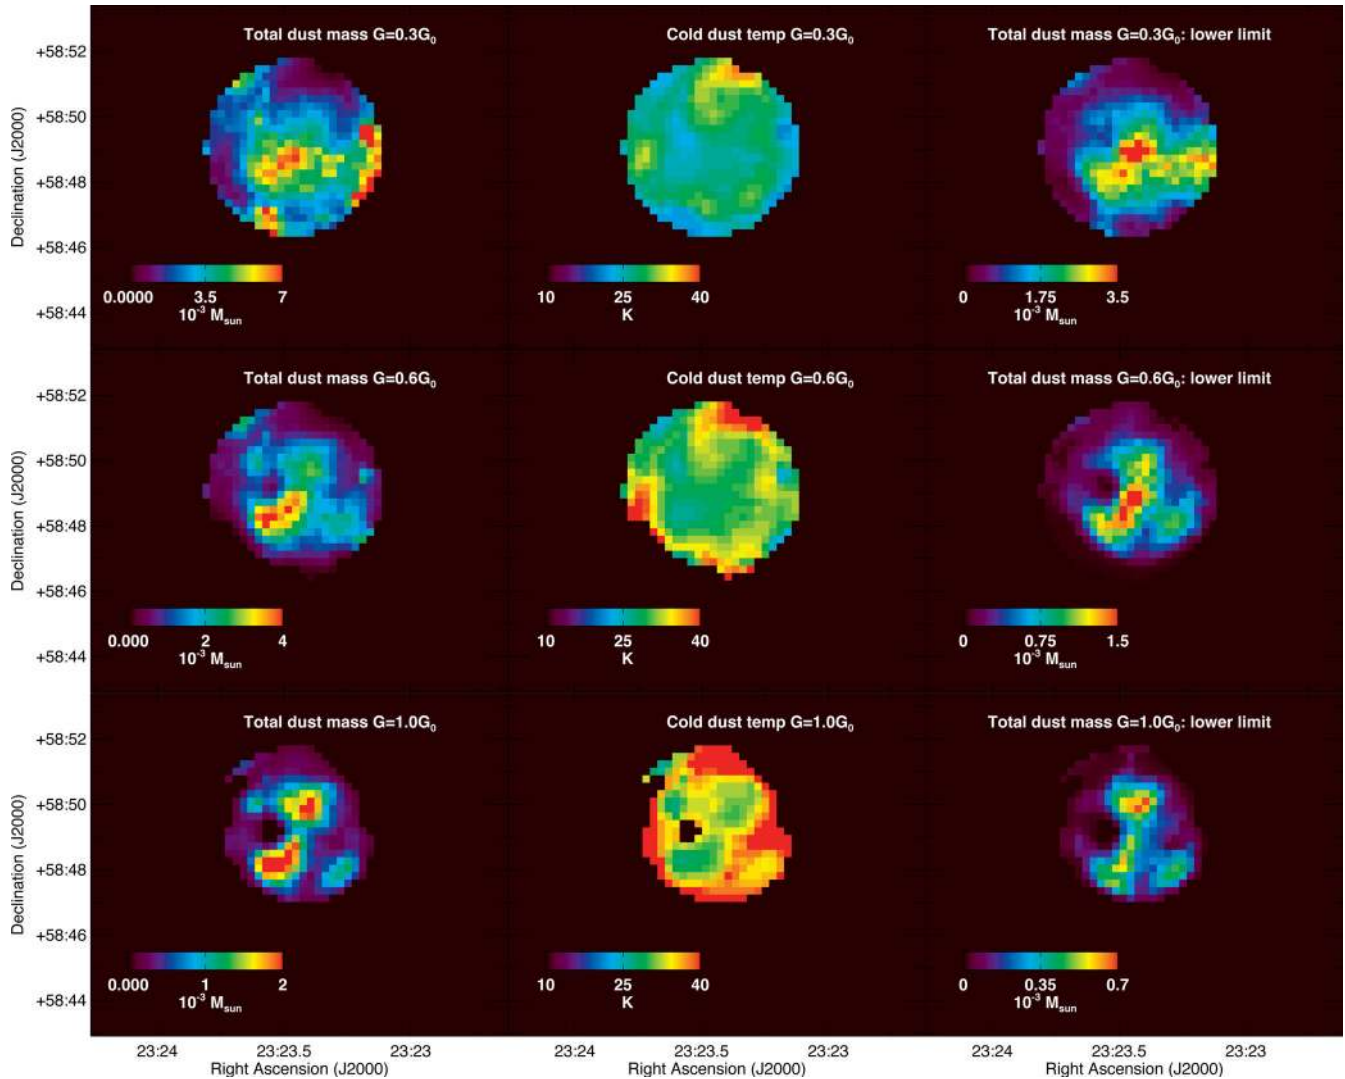 Total dust mass G=0.3G₀ Cold dust temp G=0.3G₀ Total dust mass G=0.3G₀: lower limit
+58:52
+58:50
+58:48
+58:46
+58:44
Declination (J2000)
0.0000 3.5 7
10⁻³ Mₛᵤₙ
10 25 40
K
0 1.75 3.5
10⁻³ Mₛᵤₙ
Total dust mass G=0.6G₀ Cold dust temp G=0.6G₀ Total dust mass G=0.6G₀: lower limit
+58:52
+58:50
+58:48
+58:46
+58:44
Declination (J2000)
0.000 2 4
10⁻³ Mₛᵤₙ
10 25 40
K
0 0.75 1.5
10⁻³ Mₛᵤₙ
Total dust mass G=1.0G₀ Cold dust temp G=1.0G₀ Total dust mass G=1.0G₀: lower limit
+58:52
+58:50
+58:48
+58:46
+58:44
Declination (J2000)
0.000 1 2
10⁻³ Mₛᵤₙ
10 25 40
K
0 0.35 0.7
10⁻³ Mₛᵤₙ
23:24 23:23.5 23:23 23:24 23:23.5 23:23 23:24 23:23.5 23:23
Right Ascension (J2000) Right Ascension (J2000) Right Ascension (J2000)